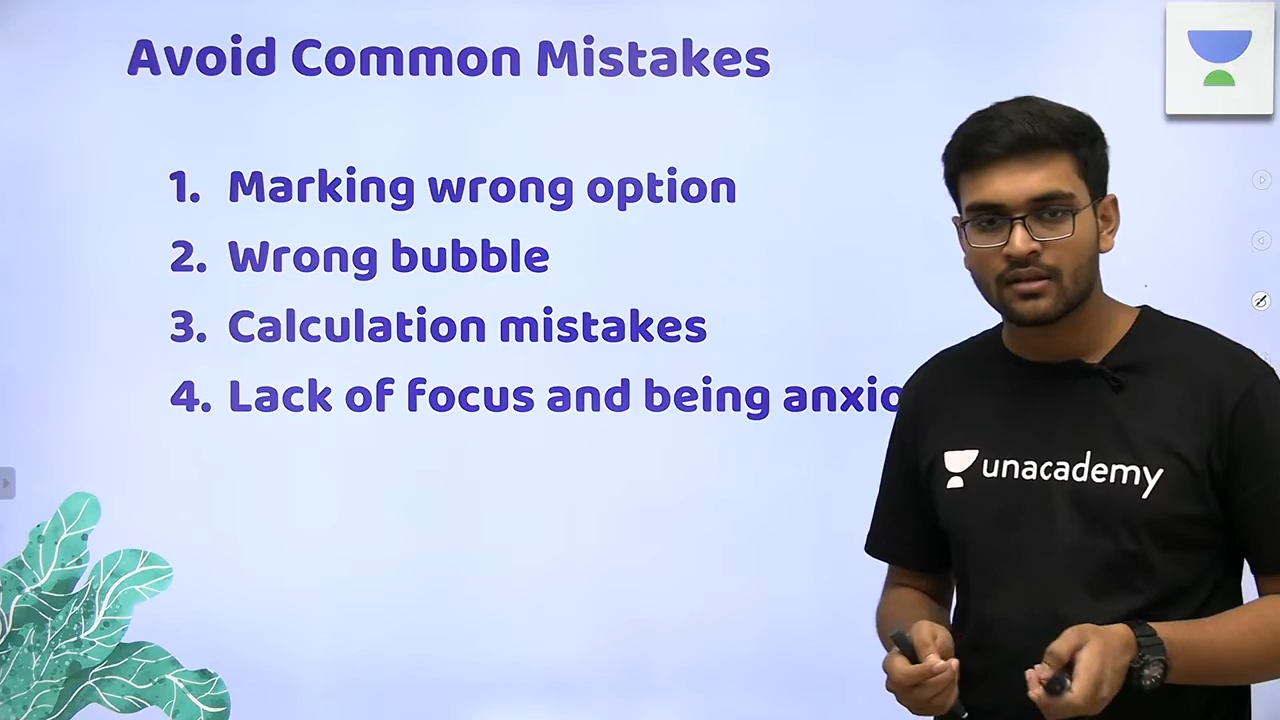 Avoid Common Mistakes
1. Marking wrong option
2. Wrong bubble
3. Calculation mistakes
4. Lack of focus and being anxio
unacademy